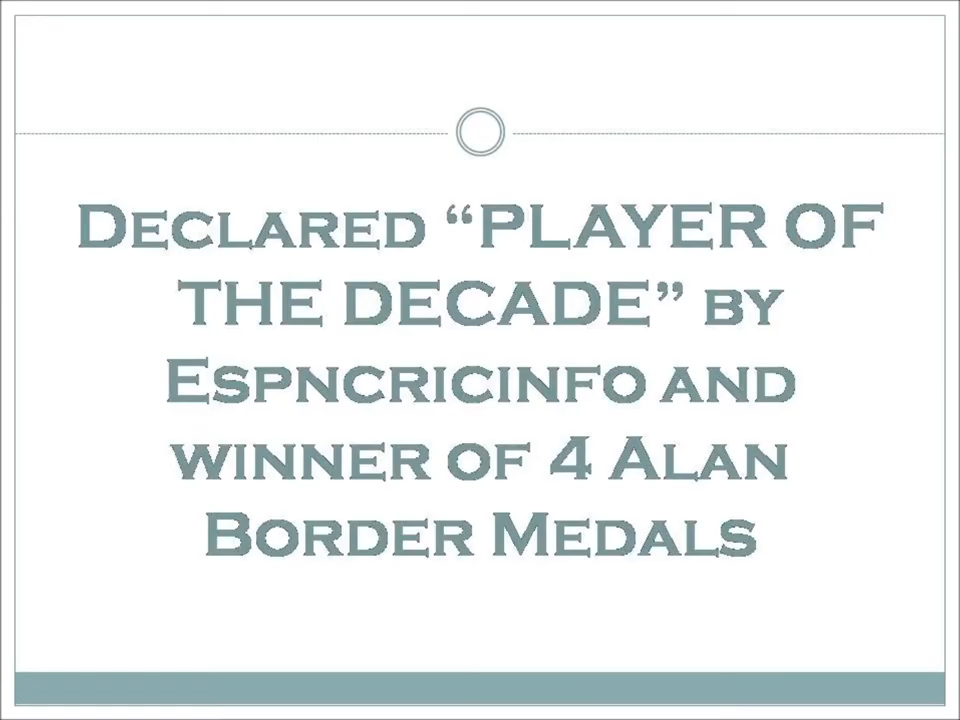 Declared “PLAYER OF
THE DECADE” by
Espncricinfo and
winner of 4 Alan
Border Medals